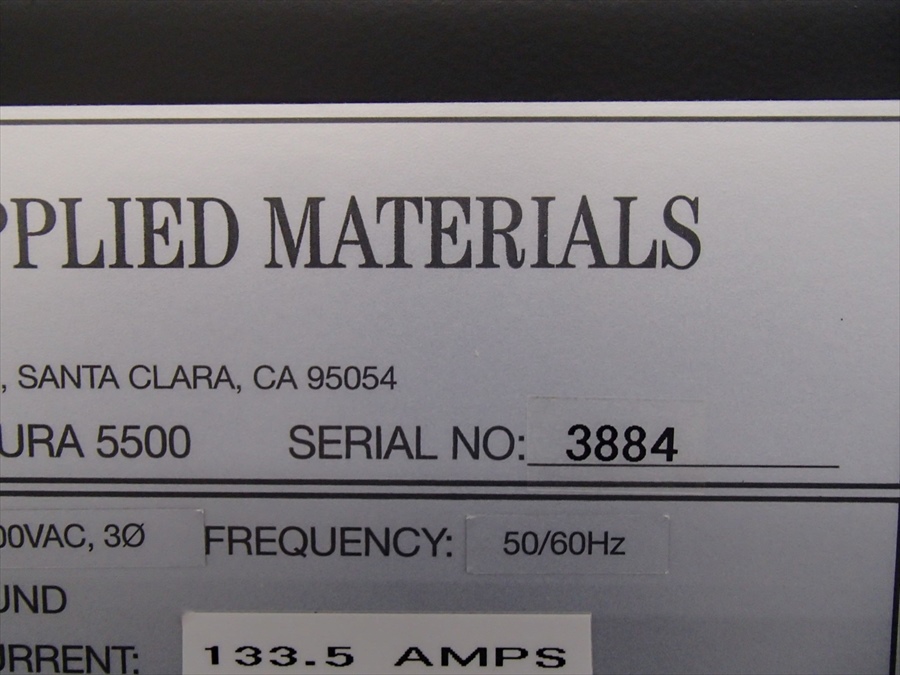 PPLIED MATERIALS
, SANTA CLARA, CA 95054
URA 5500 SERIAL NO: 3884
00VAC, 3Ø FREQUENCY: 50/60Hz
UND
URRENT: 133.5 AMPS